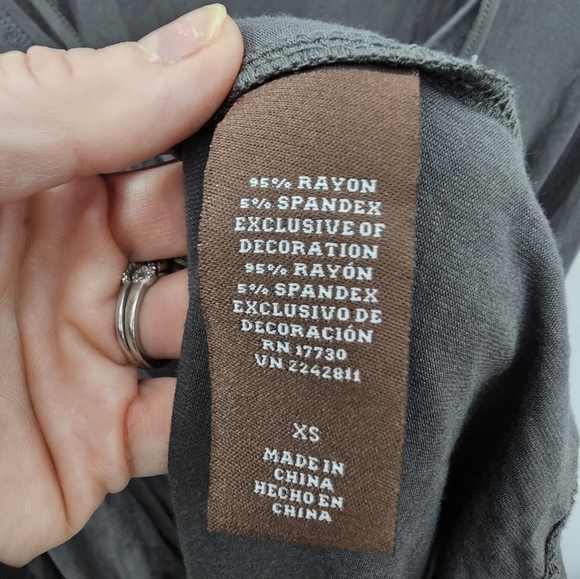 95% RAYON
5% SPANDEX
EXCLUSIVE OF
DECORATION
95% RAYÓN
5% SPANDEX
EXCLUSIVO DE
DECORACIÓN
RN 17730
VN 2242811
XS
MADE IN
CHINA
HECHO EN
CHINA